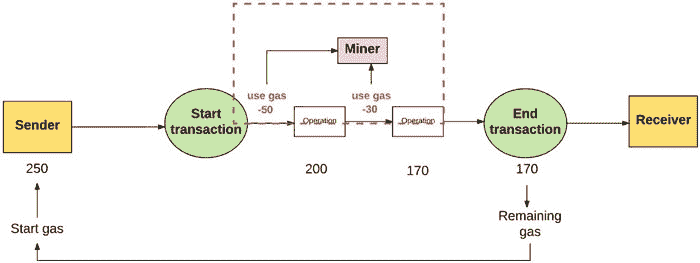 Miner
use gas
-50
use gas
-30
Sender
Start
transaction
Operation
Operation
End
transaction
Receiver
250
200
170
170
Start gas
Remaining
gas